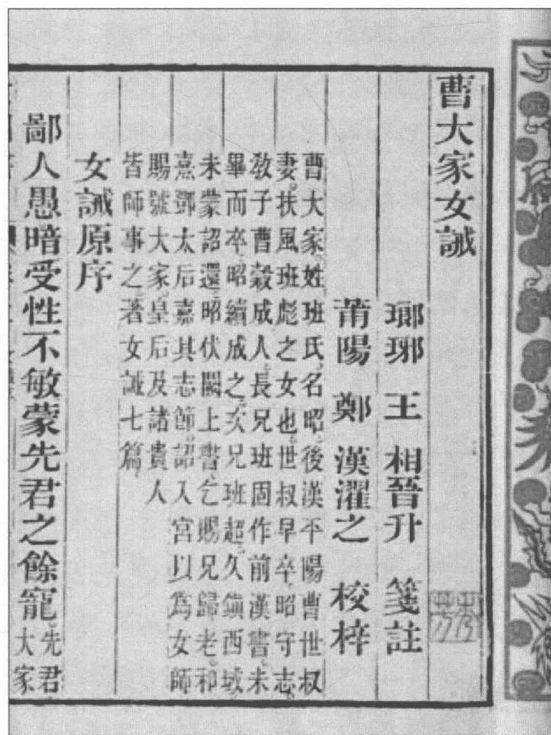 曹大家女誡
瑯琊 王 相晉升 箋註
莆陽 鄭 漢濯之 校梓
曹大家。姓班氏。名昭。後漢平陽曹世叔
妻。扶風班彪之女也。世叔早卒。昭守志。
敎子曹穀成人。長兄班固作前漢書。未
畢而卒。昭續成之。次兄班超。久鎭西域。
未蒙詔還。昭伏闕上書。乞賜兄歸老。和
熹鄧太后嘉其志節。詔入宮以爲女師。
賜號大家。皇后及諸貴人
皆師事之。著女誡七篇。
女誡原序
鄙人愚暗受性不敏蒙先君之餘寵。先君
大家